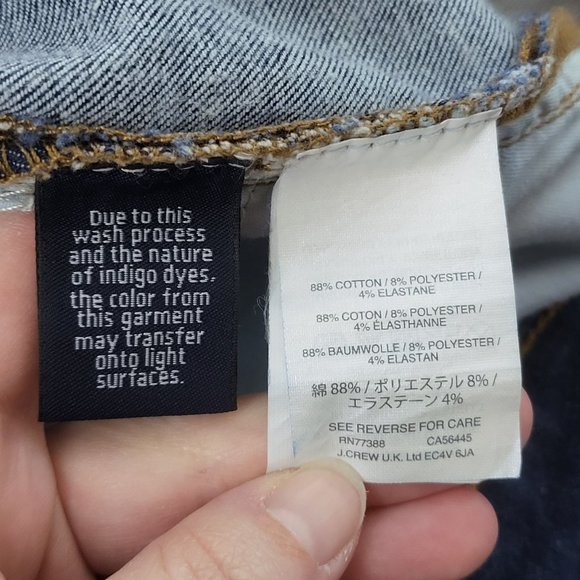 Due to this
wash process
and the nature
of indigo dyes,
the color from
this garment
may transfer
onto light
surfaces.
88% COTTON / 8% POLYESTER /
4% ELASTANE
88% COTON / 8% POLYESTER /
4% ÉLASTHANNE
88% BAUMWOLLE / 8% POLYESTER /
4% ELASTAN
綿 88% / ポリエステル 8% /
エラステーン 4%
SEE REVERSE FOR CARE
RN77388 CA56445
J.CREW U.K. Ltd EC4V 6JA